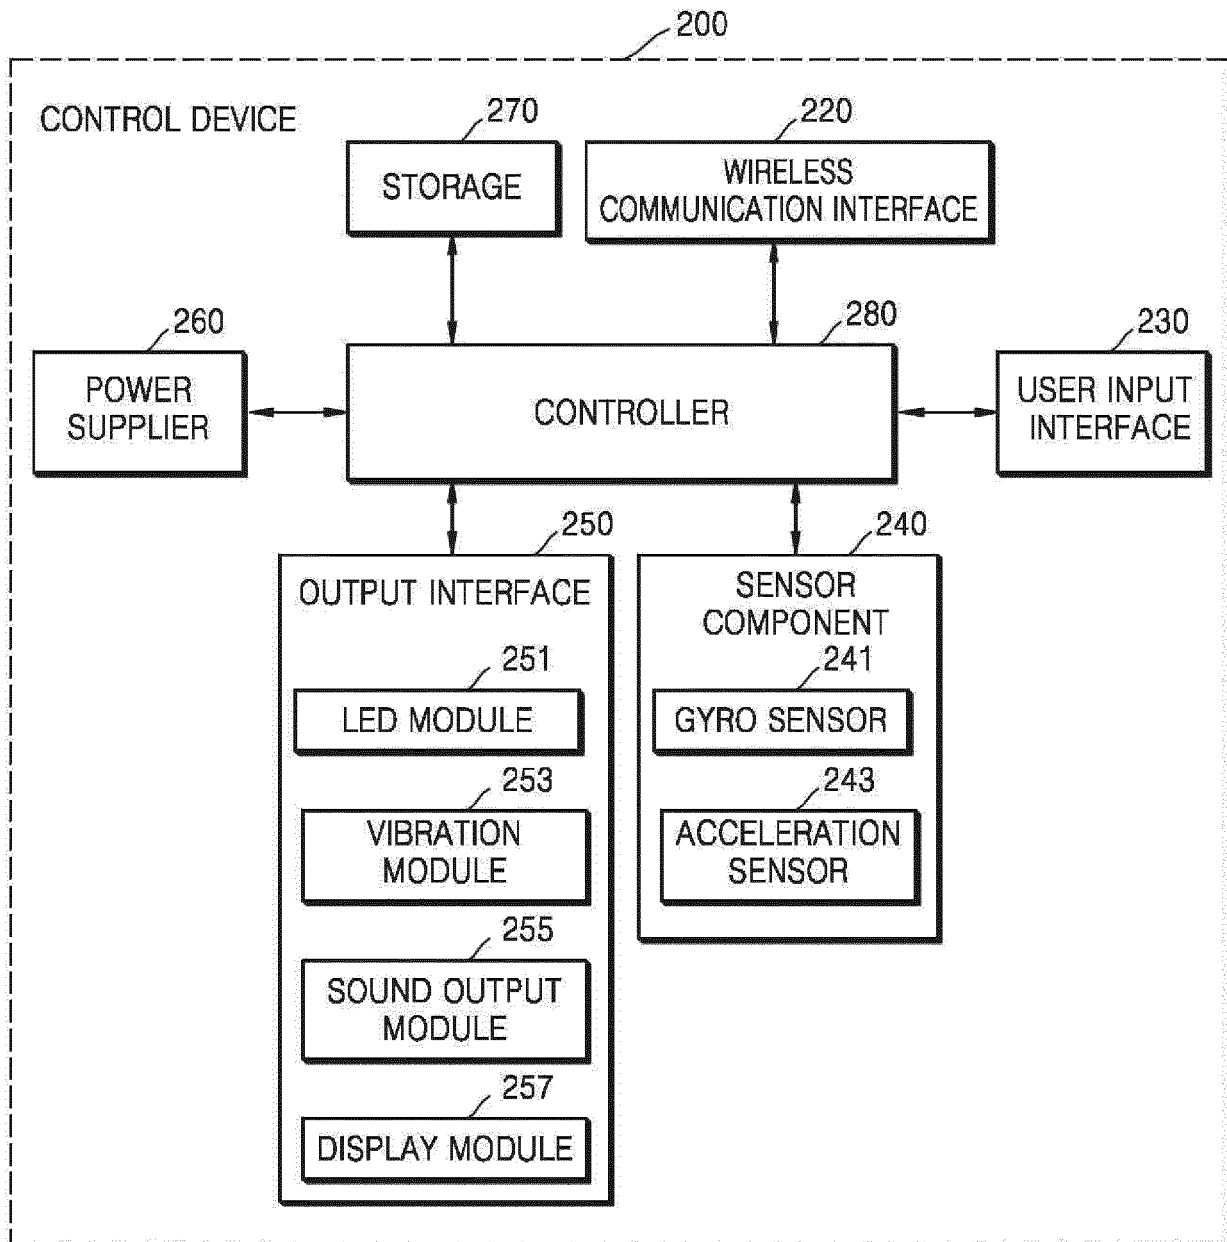 200
CONTROL DEVICE
270
220
STORAGE
WIRELESS
COMMUNICATION INTERFACE
260
280
230
POWER
SUPPLIER
CONTROLLER
USER INPUT
INTERFACE
250
240
OUTPUT INTERFACE
SENSOR
COMPONENT
251
LED MODULE
253
VIBRATION
MODULE
255
SOUND OUTPUT
MODULE
257
DISPLAY MODULE
241
GYRO SENSOR
243
ACCELERATION
SENSOR